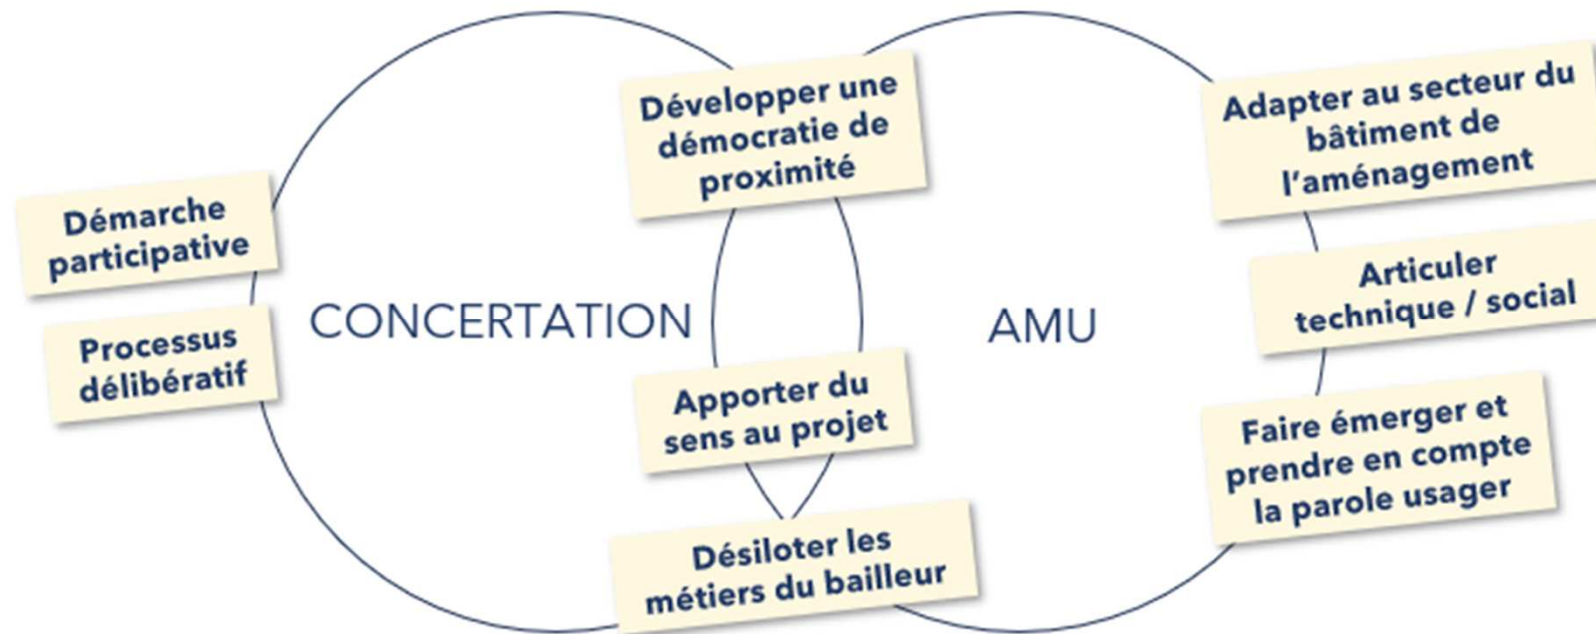 Démarche
participative
Processus
délibératif
CONCERTATION
Développer une
démocratie de
proximité
Apporter du
sens au projet
Désiloter les
métiers du bailleur
AMU
Adapter au secteur du
bâtiment de
l'aménagement
Articuler
technique / social
Faire émerger et
prendre en compte
la parole usager